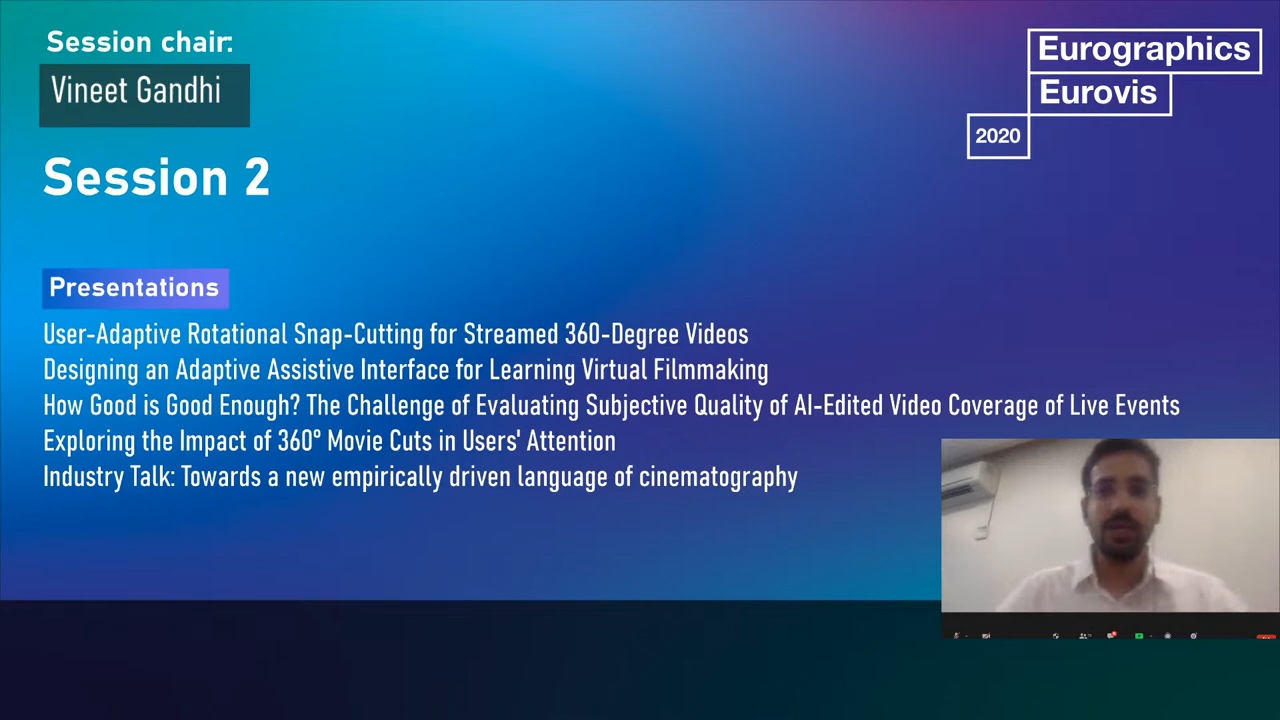 Session chair:
Vineet Gandhi
Eurographics
Eurovis
2020
Session 2
Presentations
User-Adaptive Rotational Snap-Cutting for Streamed 360-Degree Videos
Designing an Adaptive Assistive Interface for Learning Virtual Filmmaking
How Good is Good Enough? The Challenge of Evaluating Subjective Quality of AI-Edited Video Coverage of Live Events
Exploring the Impact of 360° Movie Cuts in Users' Attention
Industry Talk: Towards a new empirically driven language of cinematography